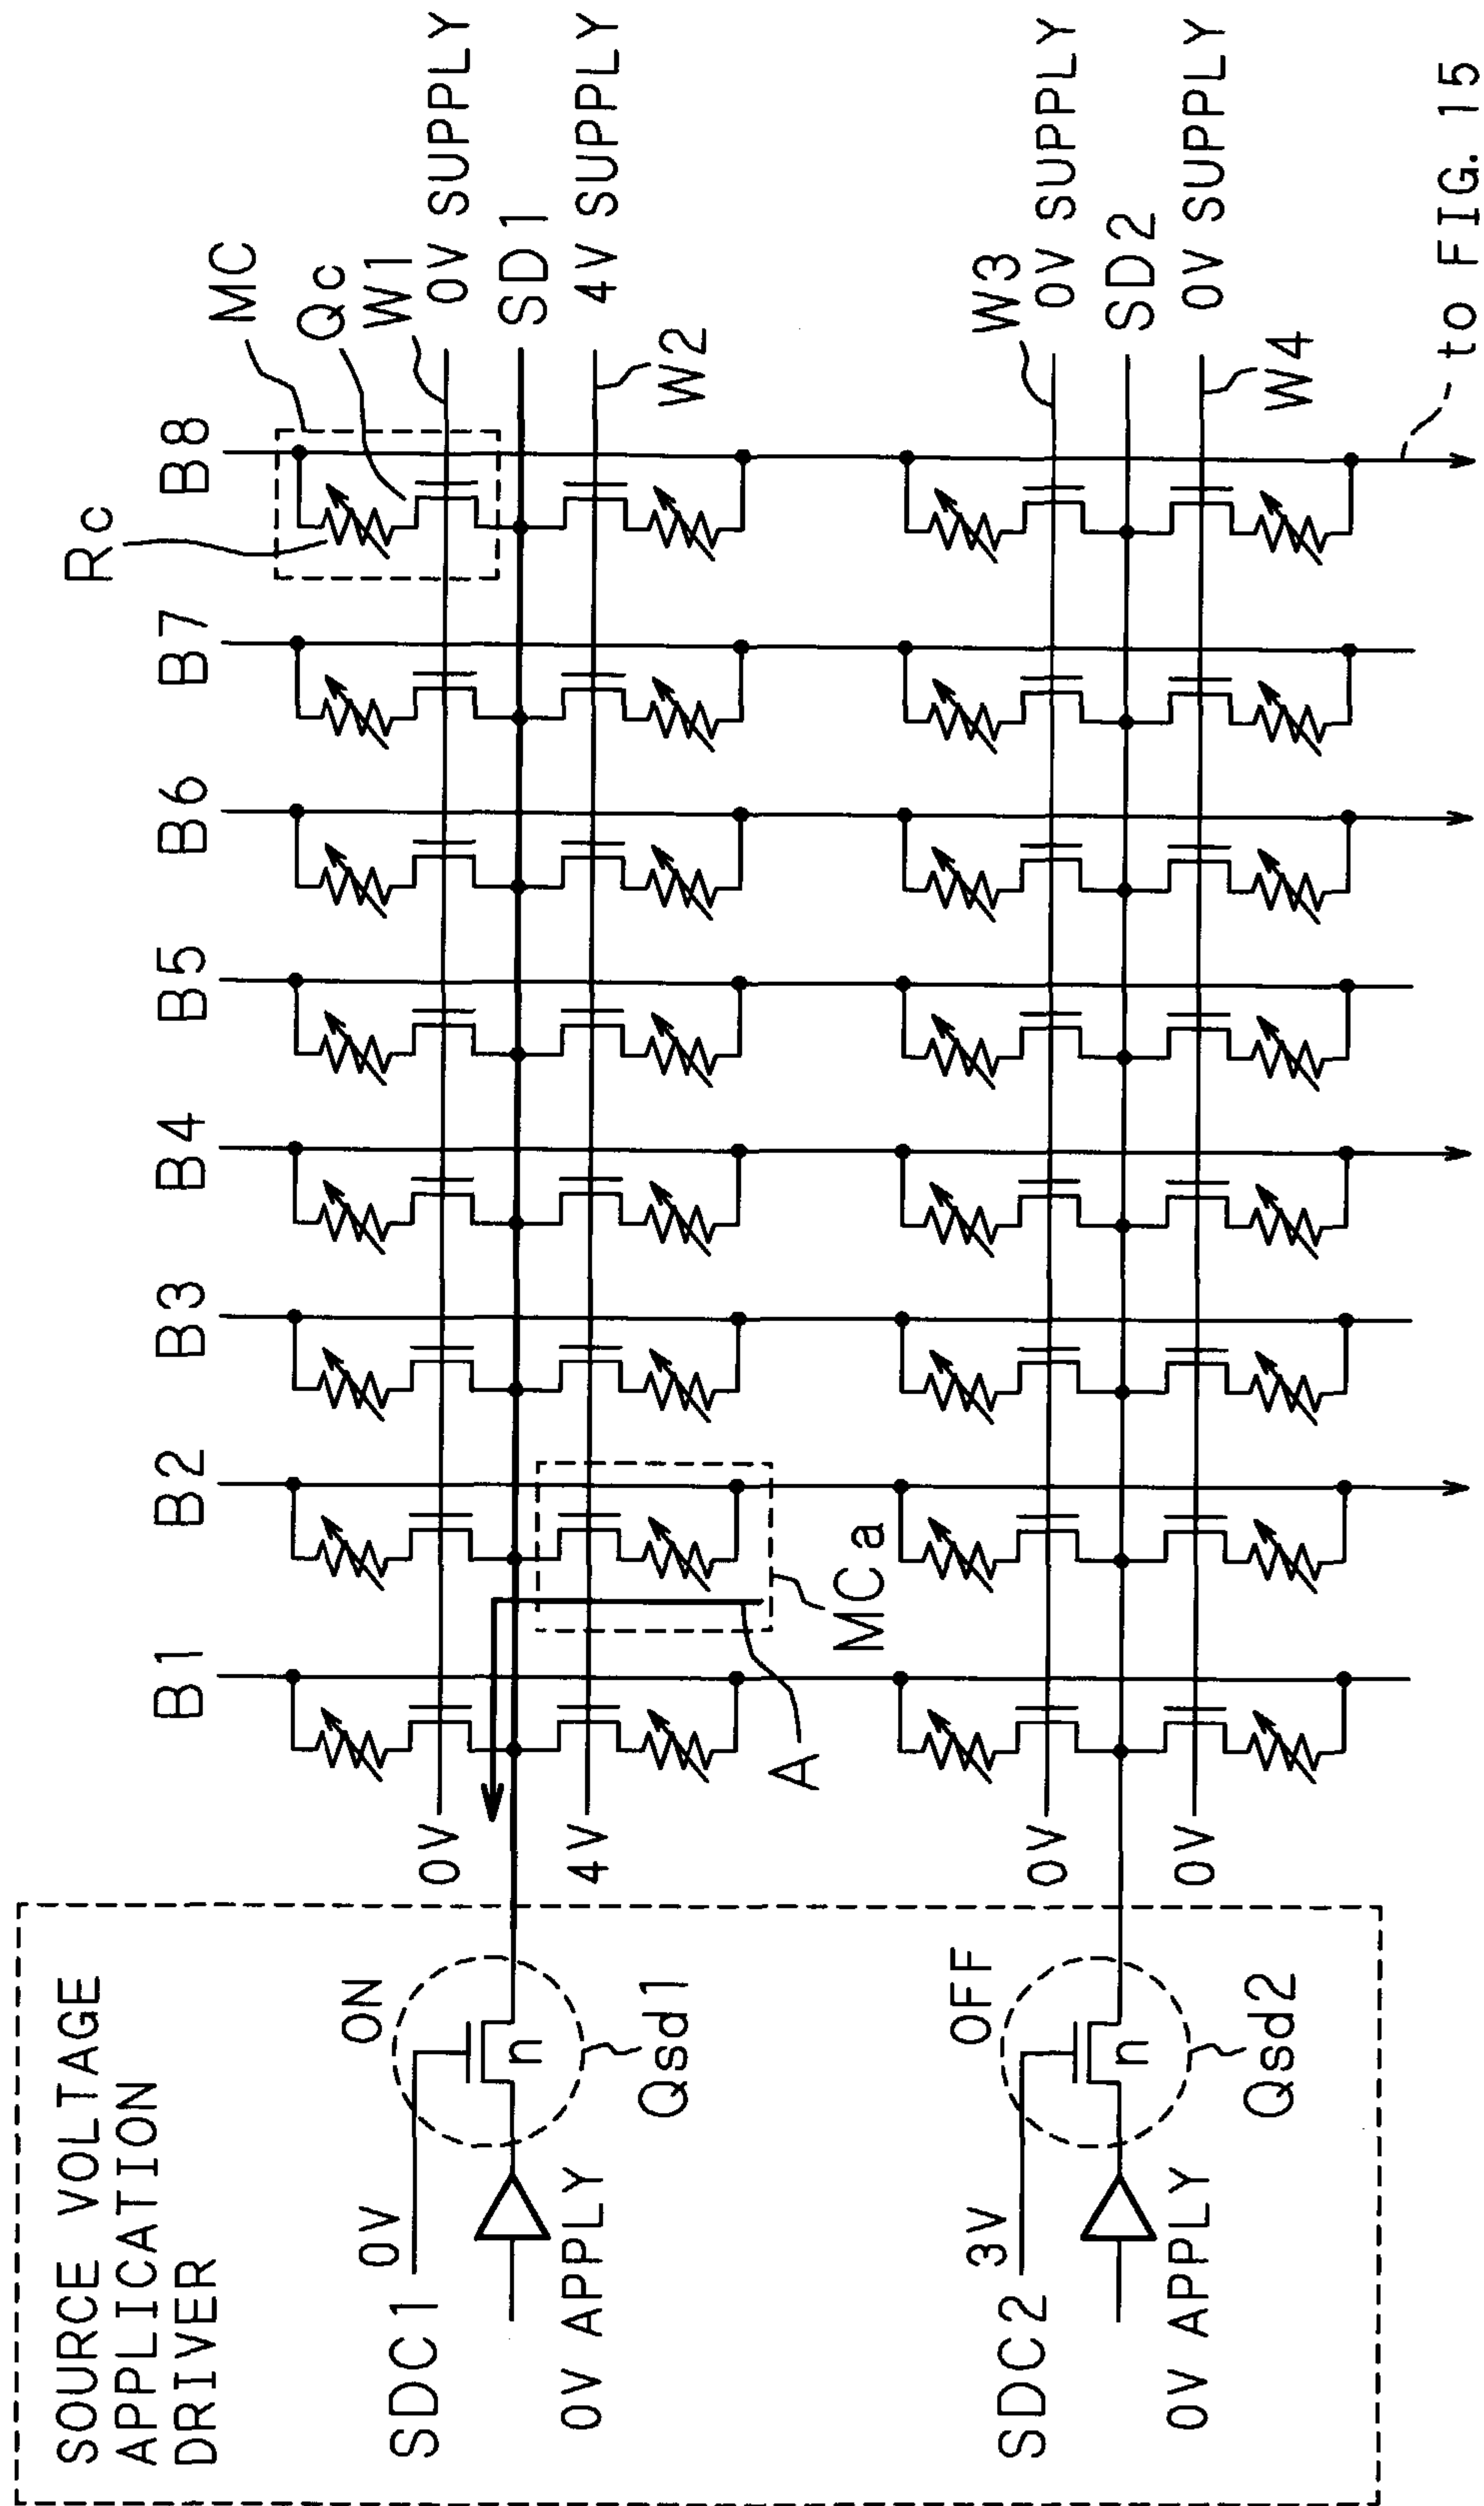 SOURCE VOLTAGE
APPLICATION
DRIVER
SDC1
0V
ON
0V APPLY
n
Qsd1
SDC2
3V
OFF
0V APPLY
n
Qsd2
B1
B2
B3
B4
B5
B6
B7
B8
Rc
MC
Qc
W1
0V
0V SUPPLY
SD1
4V
4V SUPPLY
W2
A
MCa
W3
0V
0V SUPPLY
SD2
0V
0V SUPPLY
W4
to FIG. 15